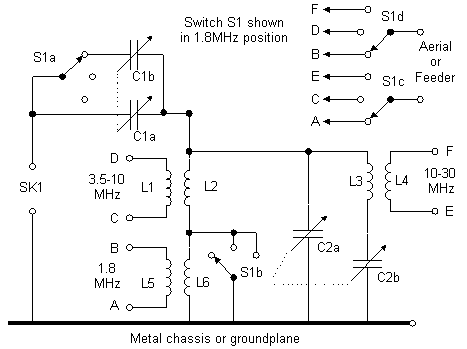 Switch S1 shown
in 1.8MHz position
F
S1d
D
B
Aerial
or
Feeder
E
S1c
C
A
S1a
C1b
C1a
SK1
D
3.5-10
MHz
L1
L2
C
B
1.8
MHz
L5
L6
A
S1b
C2a
L3
L4
F
10-30
MHz
E
C2b
Metal chassis or groundplane